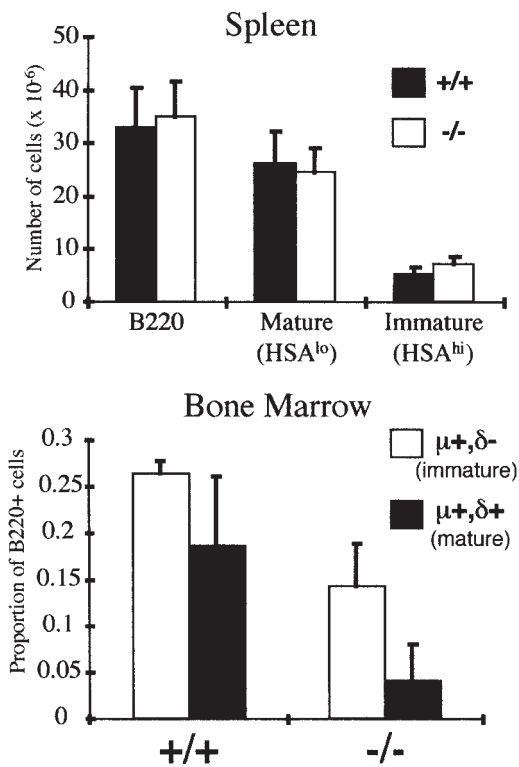 Spleen
Number of cells (x 10⁻⁶)
50
40
30
20
10
0
+/+
-/-
B220
Mature
(HSAˡᵒ)
Immature
(HSAʰⁱ)
Bone Marrow
Proportion of B220+ cells
0.3
0.25
0.2
0.15
0.1
0.05
0
μ+,δ-
(immature)
μ+,δ+
(mature)
+/+
-/-